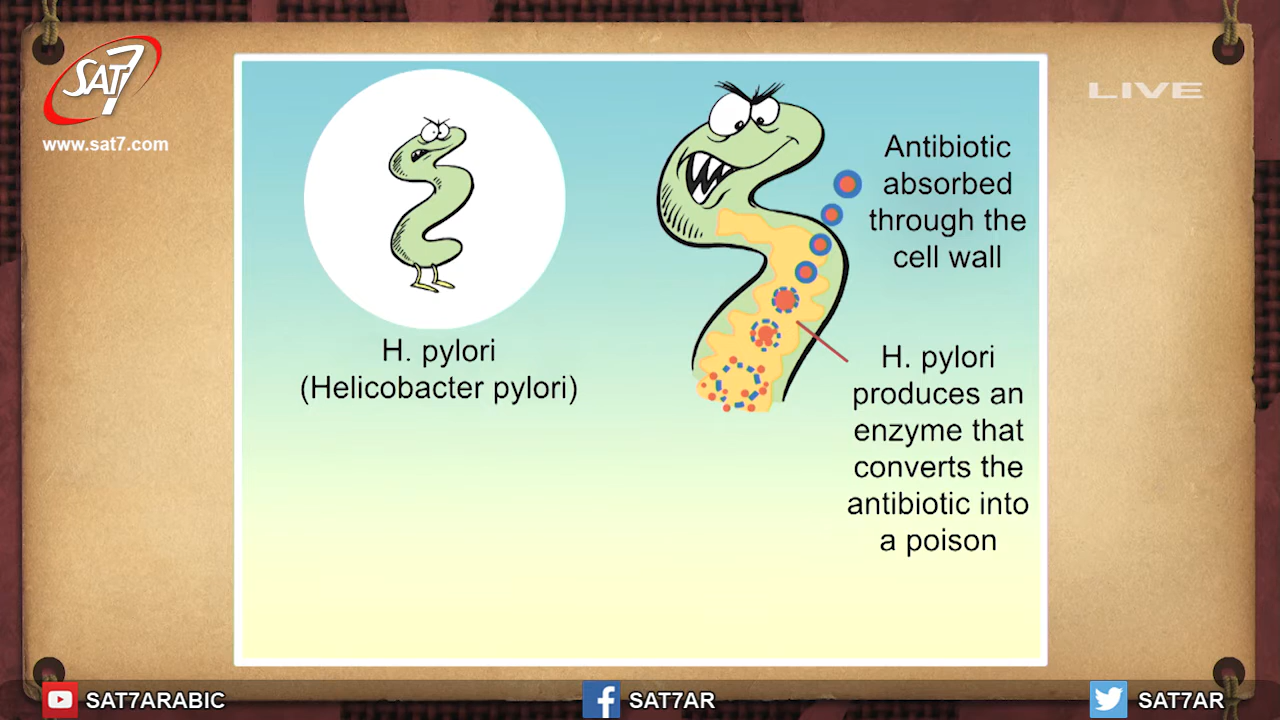 SAT7
www.sat7.com
LIVE
Antibiotic
absorbed
through the
cell wall
H. pylori
(Helicobacter pylori)
H. pylori
produces an
enzyme that
converts the
antibiotic into
a poison
SAT7ARABIC
SAT7AR
SAT7AR